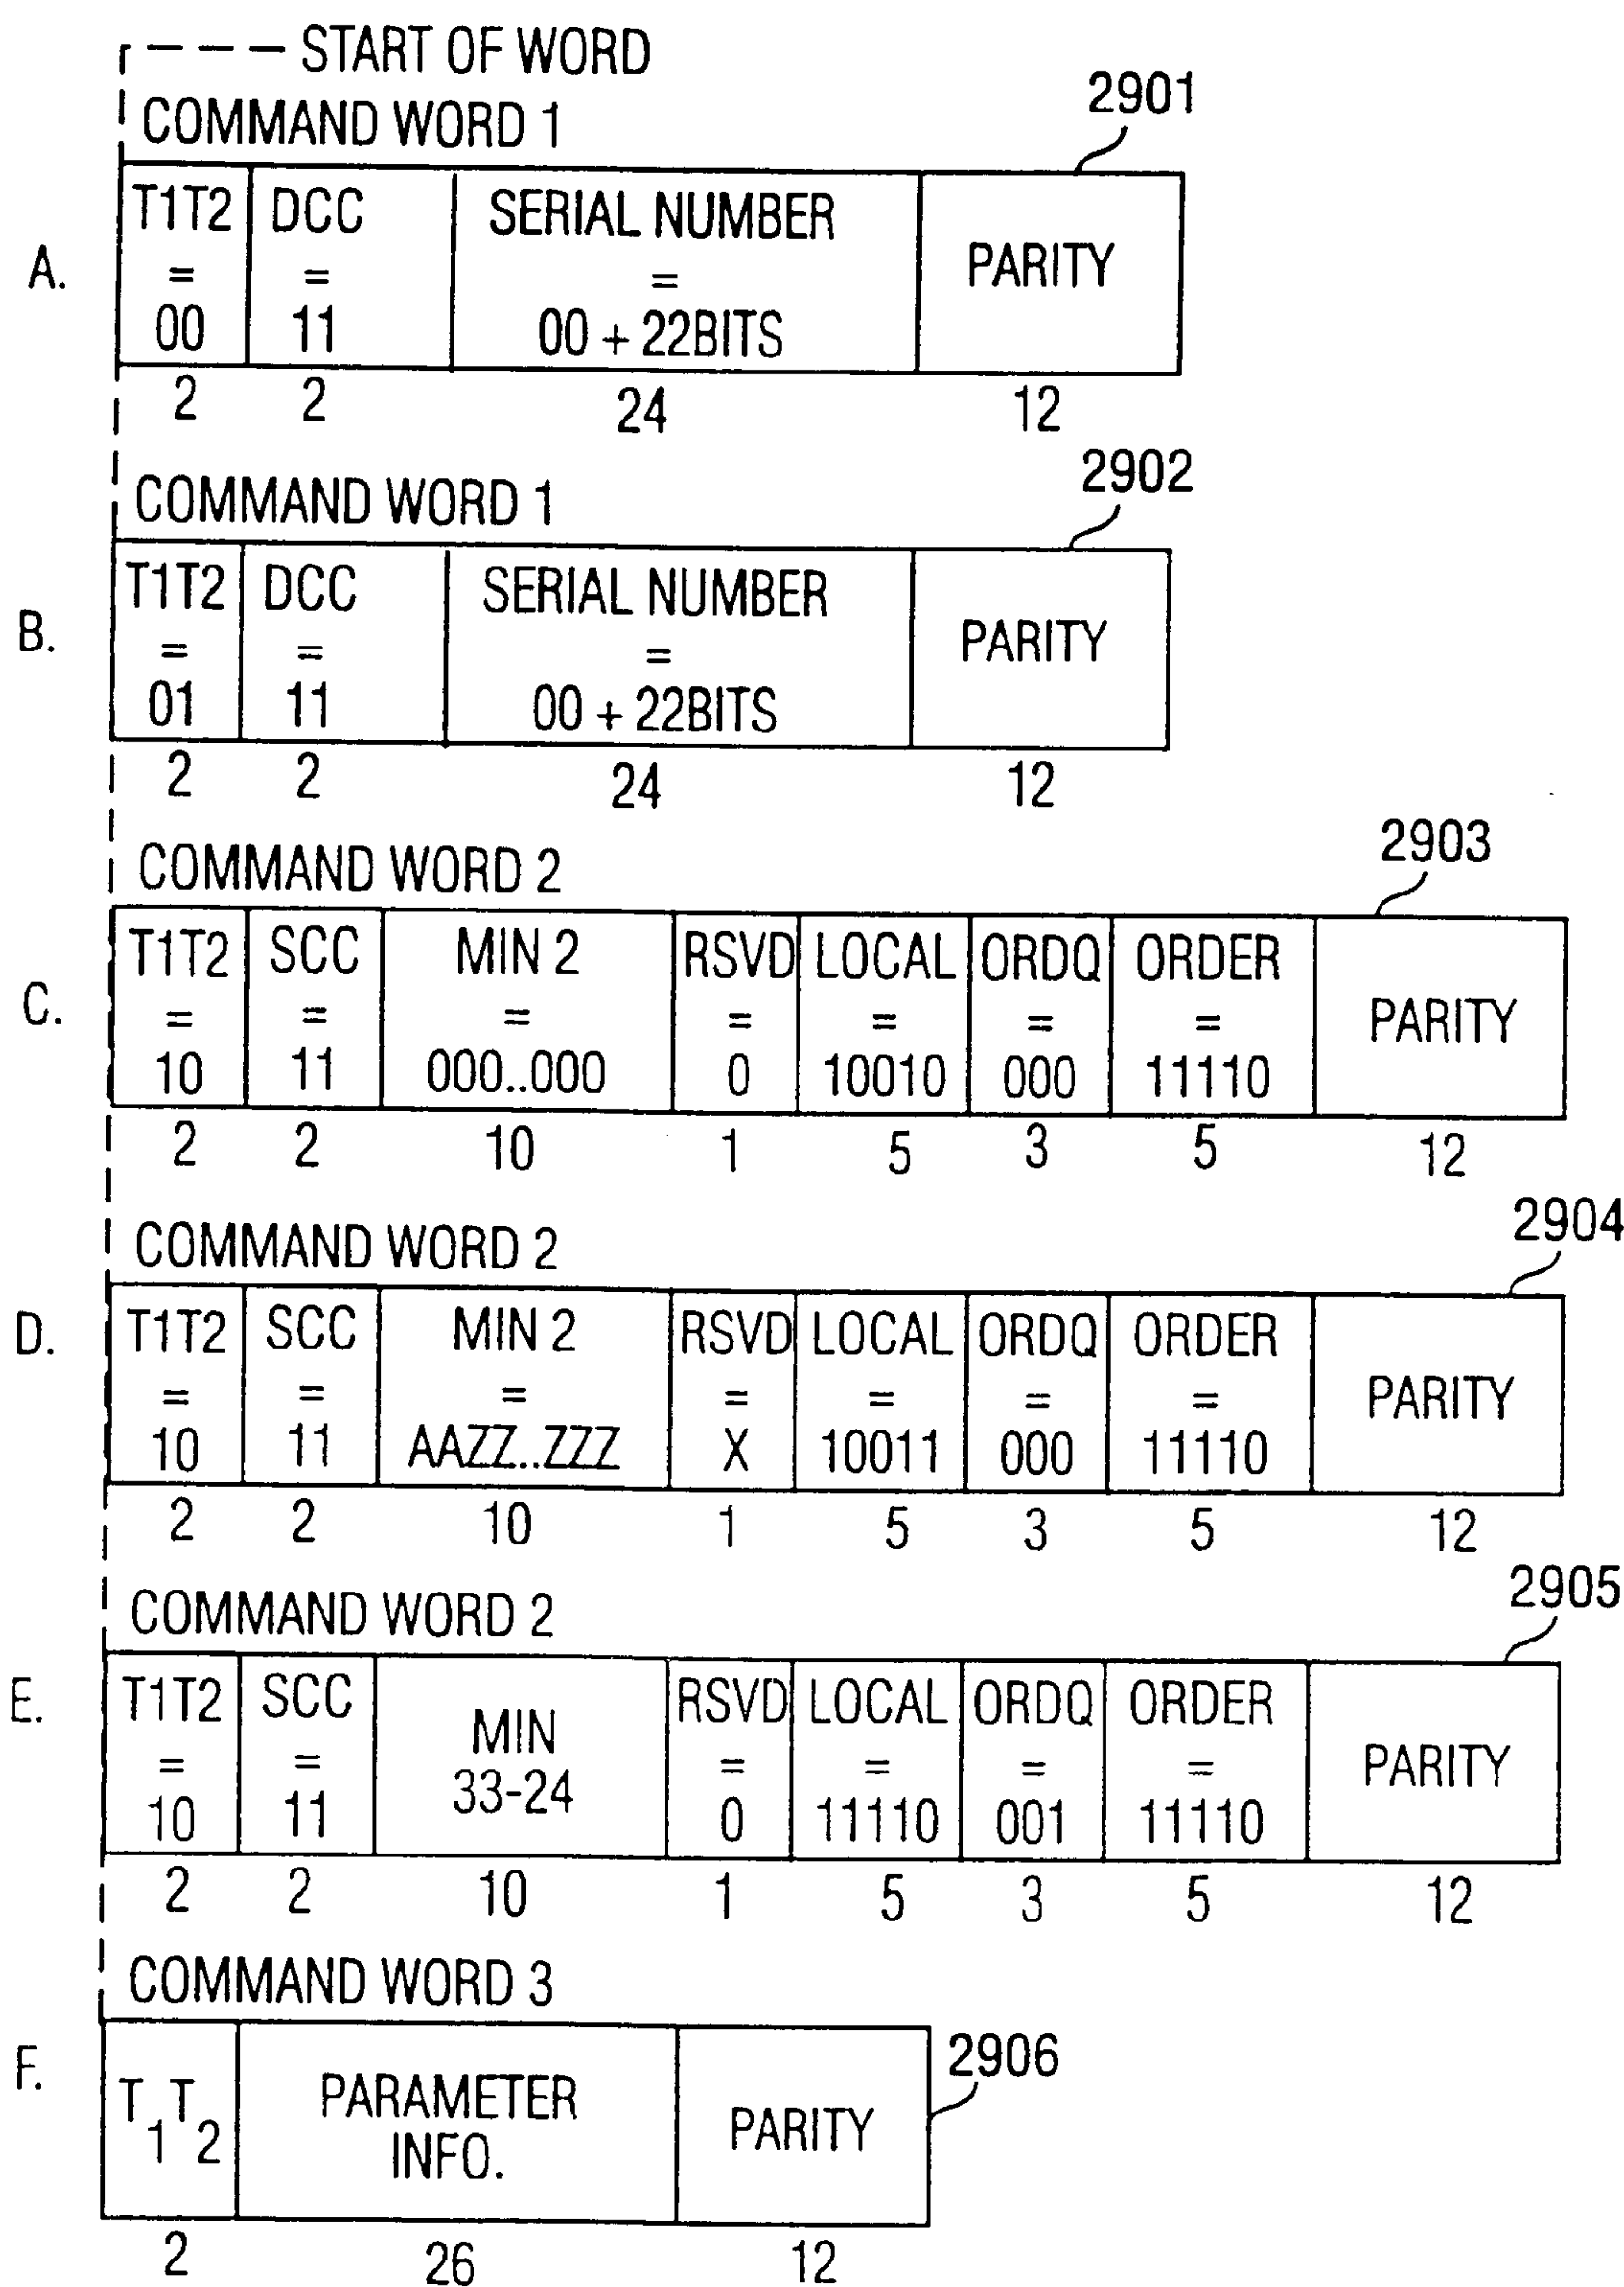 START OF WORD
COMMAND WORD 1
2901
A.
T1T2 DCC SERIAL NUMBER PARITY
= = =
00 11 00 + 22BITS
2 2 24 12
COMMAND WORD 1
2902
B.
T1T2 DCC SERIAL NUMBER PARITY
= = =
01 11 00 + 22BITS
2 2 24 12
COMMAND WORD 2
2903
C.
T1T2 SCC MIN 2 RSVD LOCAL ORDQ ORDER PARITY
= = = = = = =
10 11 000..000 0 10010 000 11110
2 2 10 1 5 3 5 12
COMMAND WORD 2
2904
D.
T1T2 SCC MIN 2 RSVD LOCAL ORDQ ORDER PARITY
= = = = = = =
10 11 AAZZ..ZZZ X 10011 000 11110
2 2 10 1 5 3 5 12
COMMAND WORD 2
2905
E.
T1T2 SCC MIN RSVD LOCAL ORDQ ORDER PARITY
= = 33-24 = = = =
10 11 0 11110 001 11110
2 2 10 1 5 3 5 12
COMMAND WORD 3
2906
F.
T1T2 PARAMETER PARITY
INFO.
2 26 12